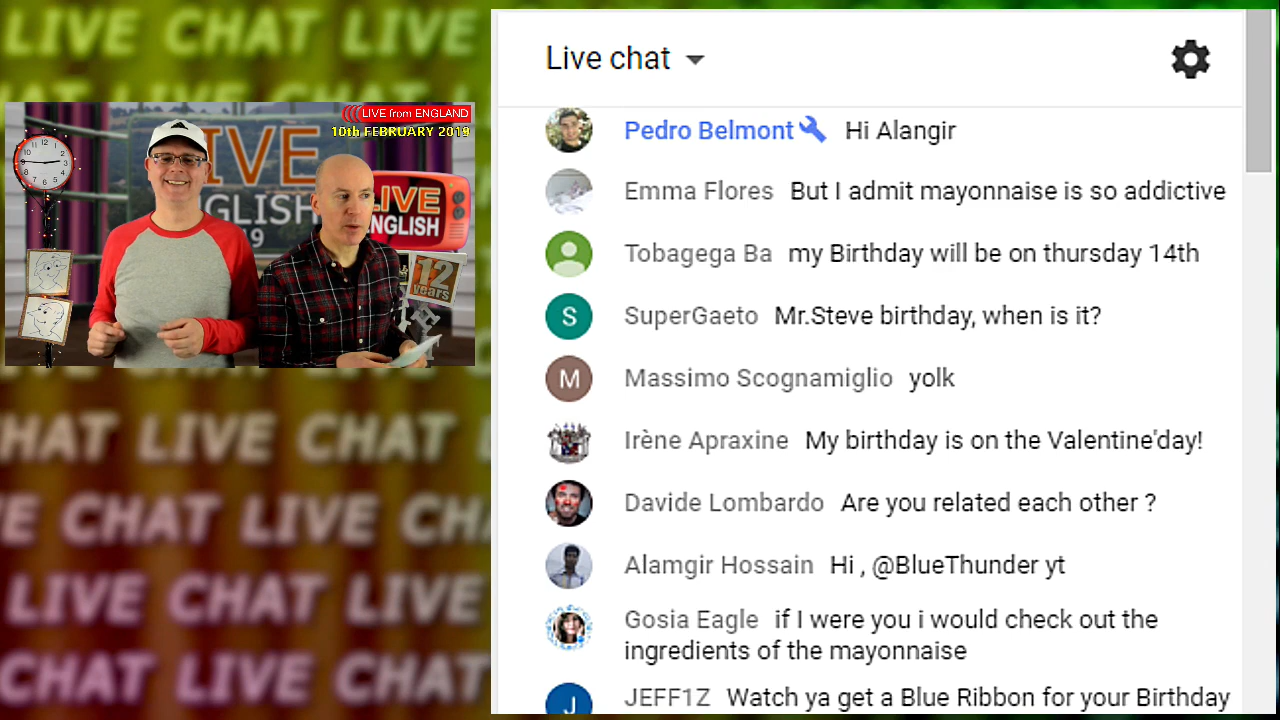 LIVE CHAT LIVE
LIVE from ENGLAND
10th FEBRUARY 2019
LIVE
ENGLISH
19
LIVE
ENGLISH
12
years
CHAT LIVE CHAT
CHAT LIVE CHA
LIVE CHAT LIVE
CHAT LIVE CHAT
Live chat
Pedro Belmont Hi Alangir
Emma Flores But I admit mayonnaise is so addictive
Tobagega Ba my Birthday will be on thursday 14th
S SuperGaeto Mr.Steve birthday, when is it?
M Massimo Scognamiglio yolk
Irène Apraxine My birthday is on the Valentine'day!
Davide Lombardo Are you related each other ?
Alamgir Hossain Hi , @BlueThunder yt
Gosia Eagle if I were you i would check out the
ingredients of the mayonnaise
J JEFF1Z Watch ya get a Blue Ribbon for your Birthday